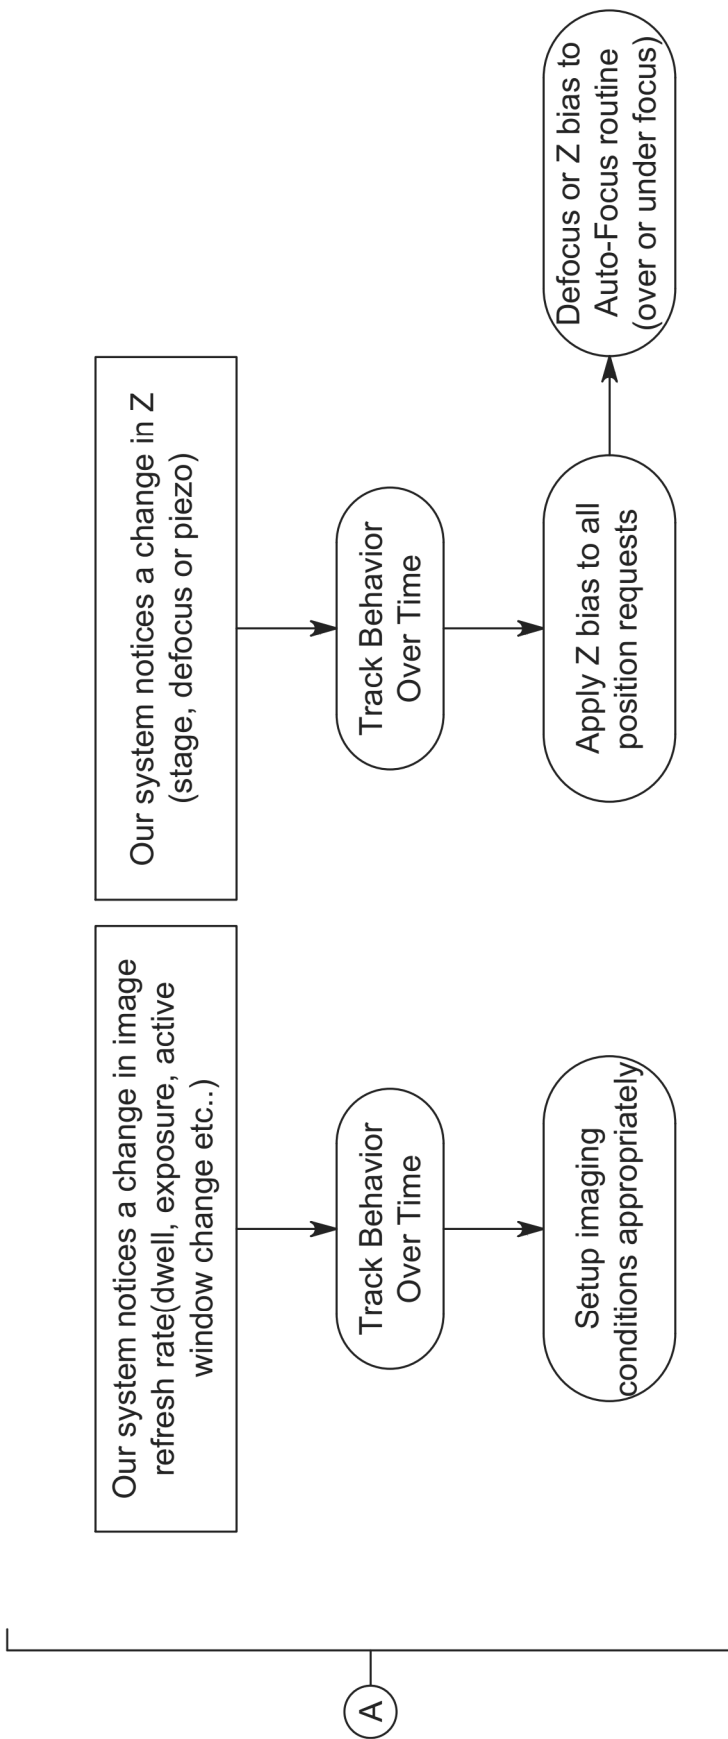 A
Our system notices a change in image
refresh rate(dwell, exposure, active
window change etc..)
Track Behavior
Over Time
Setup imaging
conditions appropriately
Our system notices a change in Z
(stage, defocus or piezo)
Track Behavior
Over Time
Apply Z bias to all
position requests
Defocus or Z bias to
Auto-Focus routine
(over or under focus)